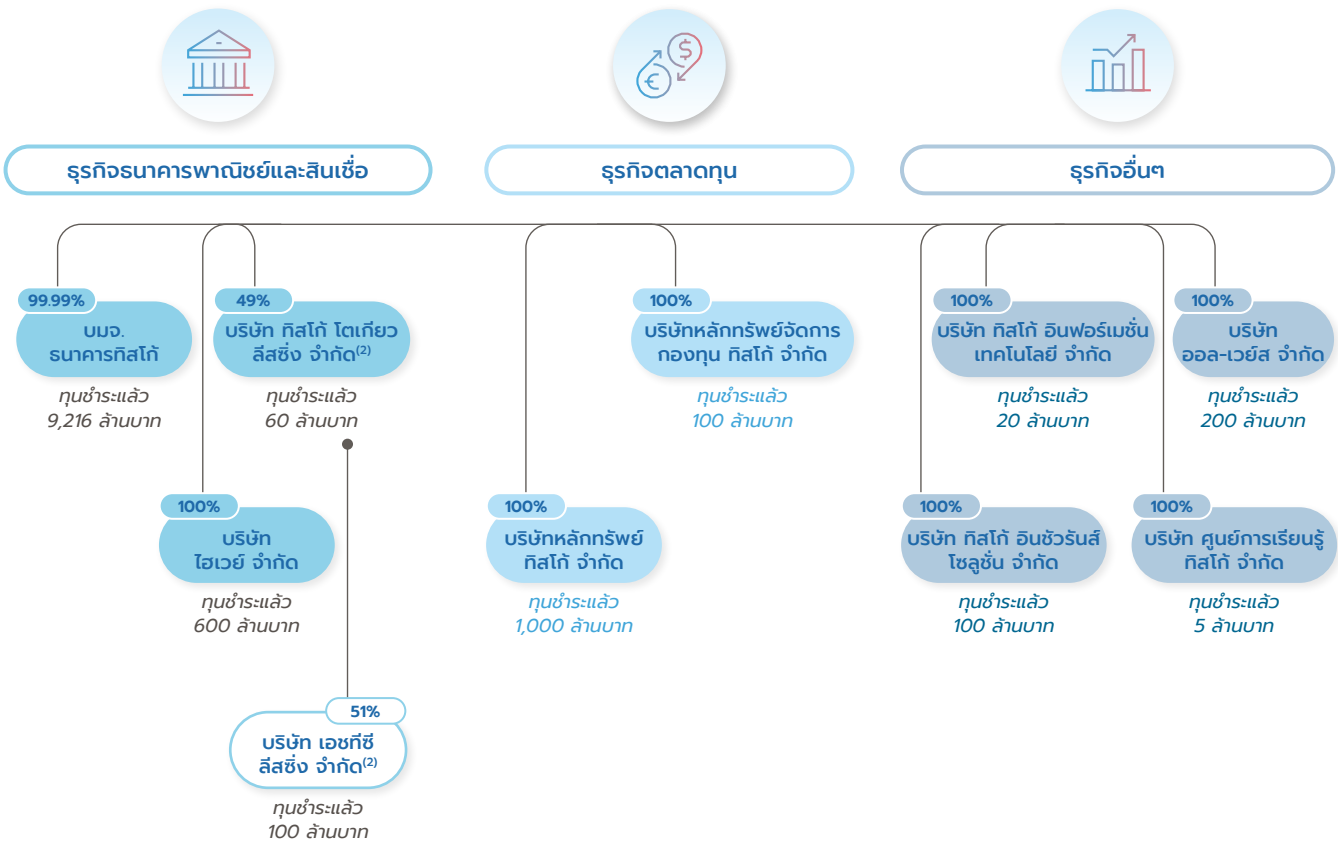 ธุรกิจธนาคารพาณิชย์และสินเชื่อ
99.99%
บมจ.
ธนาคารทิสโก้
ทุนชำระแล้ว
9,216 ล้านบาท
49%
บริษัท ทิสโก้ โตเกียว
ลีสซิ่ง จำกัด(2)
ทุนชำระแล้ว
60 ล้านบาท
100%
บริษัท
ไฮเวย์ จำกัด
ทุนชำระแล้ว
600 ล้านบาท
51%
บริษัท เอชทีซี
ลีสซิ่ง จำกัด(2)
ทุนชำระแล้ว
100 ล้านบาท
ธุรกิจตลาดทุน
100%
บริษัทหลักทรัพย์จัดการ
กองทุน ทิสโก้ จำกัด
ทุนชำระแล้ว
100 ล้านบาท
100%
บริษัทหลักทรัพย์
ทิสโก้ จำกัด
ทุนชำระแล้ว
1,000 ล้านบาท
ธุรกิจอื่นๆ
100%
บริษัท ทิสโก้ อินฟอร์เมชั่น
เทคโนโลยี จำกัด
ทุนชำระแล้ว
20 ล้านบาท
100%
บริษัท
ออล-เวย์ส จำกัด
ทุนชำระแล้ว
200 ล้านบาท
100%
บริษัท ทิสโก้ อินชัวรันส์
โซลูชั่น จำกัด
ทุนชำระแล้ว
100 ล้านบาท
100%
บริษัท ศูนย์การเรียนรู้
ทิสโก้ จำกัด
ทุนชำระแล้ว
5 ล้านบาท